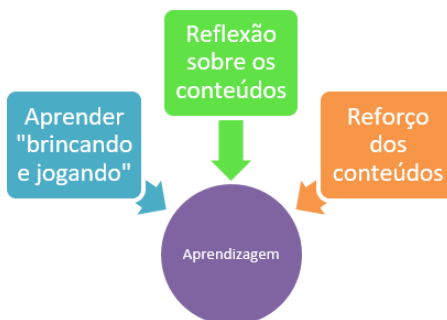 Reflexão
sobre os
conteúdos
Aprender
"brincando
e jogando"
Reforço
dos
conteúdos
Aprendizagem